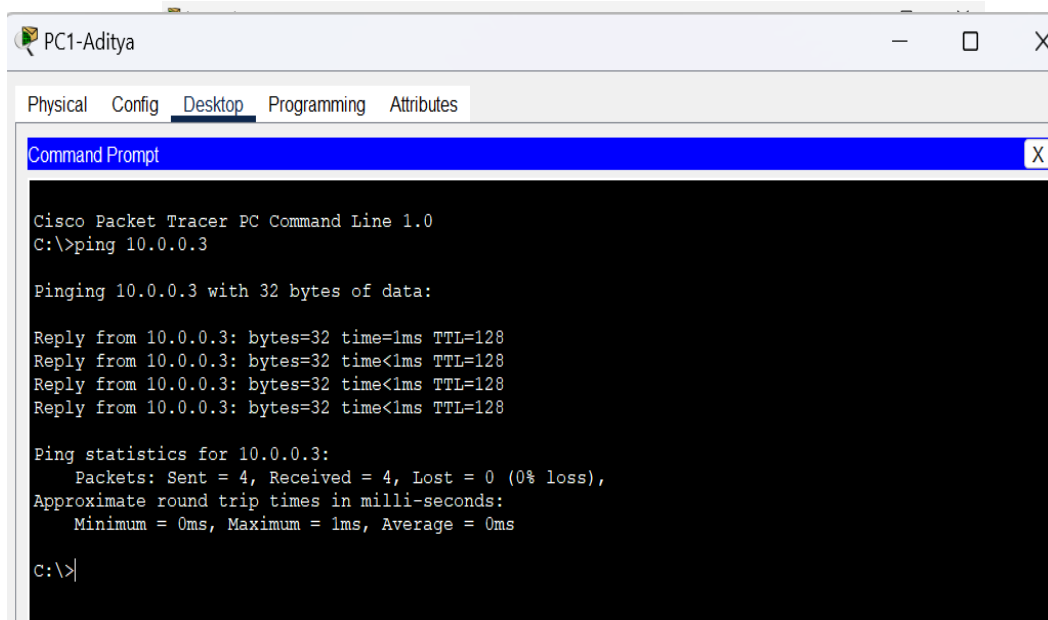 PC1-Aditya
Physical Config Desktop Programming Attributes
Command Prompt
X
Cisco Packet Tracer PC Command Line 1.0
C:\>ping 10.0.0.3
Pinging 10.0.0.3 with 32 bytes of data:
Reply from 10.0.0.3: bytes=32 time=1ms TTL=128
Reply from 10.0.0.3: bytes=32 time<1ms TTL=128
Reply from 10.0.0.3: bytes=32 time<1ms TTL=128
Reply from 10.0.0.3: bytes=32 time<1ms TTL=128
Ping statistics for 10.0.0.3:
Packets: Sent = 4, Received = 4, Lost = 0 (0% loss),
Approximate round trip times in milli-seconds:
Minimum = 0ms, Maximum = 1ms, Average = 0ms
C:\>